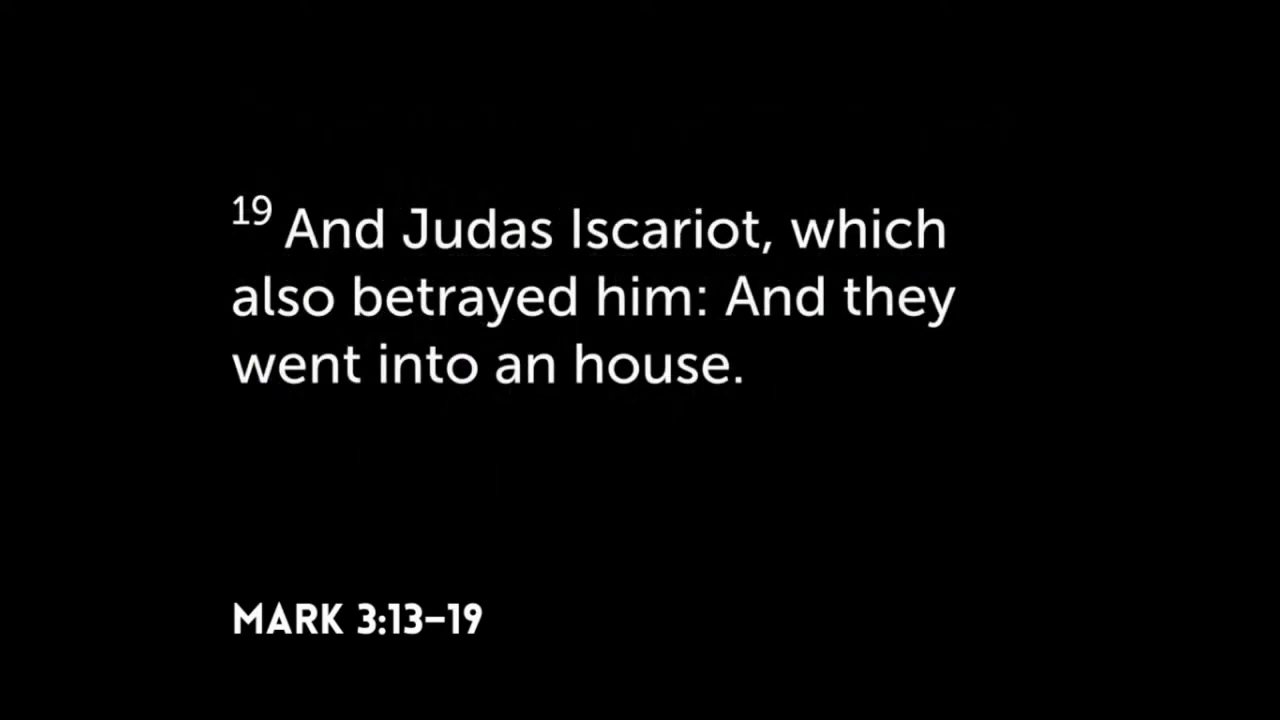 19 And Judas Iscariot, which
also betrayed him: And they
went into an house.
MARK 3:13–19